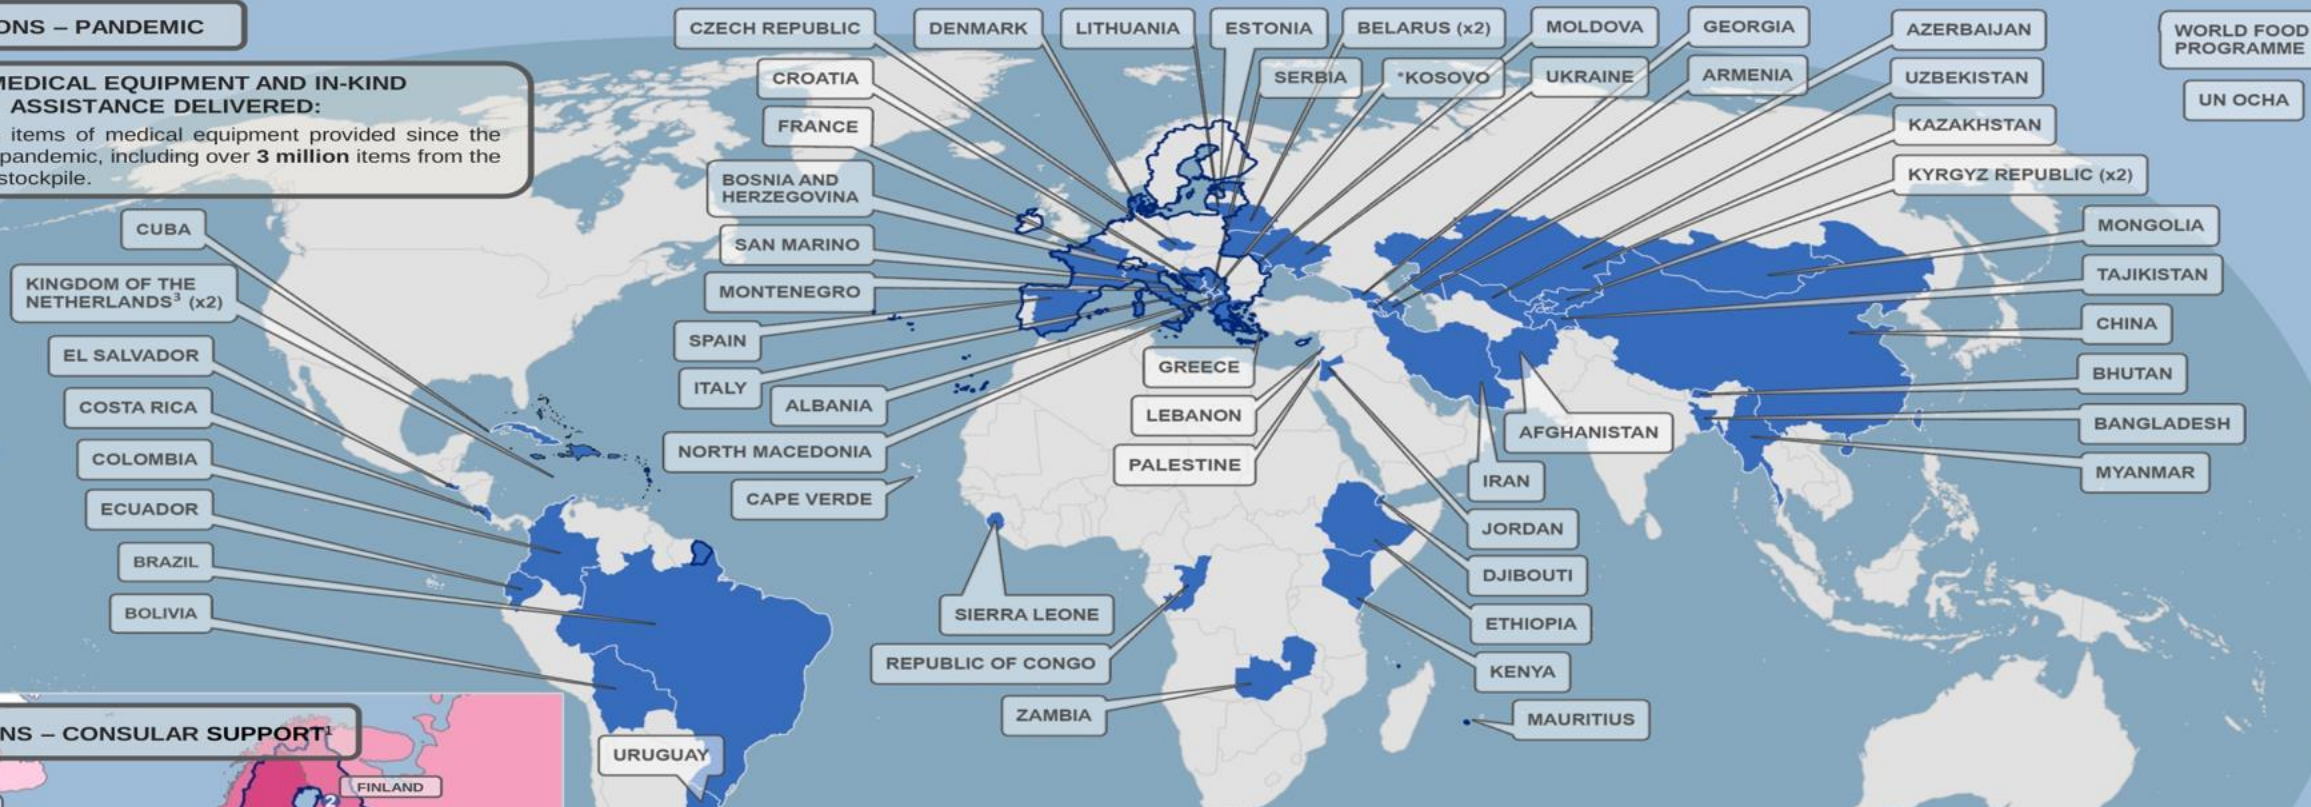 ONS – PANDEMIC
MEDICAL EQUIPMENT AND IN-KIND
ASSISTANCE DELIVERED:
items of medical equipment provided since the
pandemic, including over 3 million items from the
stockpile.
CUBA
KINGDOM OF THE
NETHERLANDS³ (x2)
EL SALVADOR
COSTA RICA
COLOMBIA
ECUADOR
BRAZIL
BOLIVIA
URUGUAY
CZECH REPUBLIC
DENMARK
LITHUANIA
ESTONIA
BELARUS (x2)
MOLDOVA
GEORGIA
AZERBAIJAN
WORLD FOOD
PROGRAMME
CROATIA
SERBIA
*KOSOVO
UKRAINE
ARMENIA
UZBEKISTAN
UN OCHA
FRANCE
KAZAKHSTAN
BOSNIA AND
HERZEGOVINA
KYRGYZ REPUBLIC (x2)
SAN MARINO
MONGOLIA
MONTENEGRO
TAJIKISTAN
SPAIN
CHINA
ITALY
GREECE
BHUTAN
ALBANIA
LEBANON
AFGHANISTAN
BANGLADESH
NORTH MACEDONIA
PALESTINE
MYANMAR
CAPE VERDE
IRAN
JORDAN
DJIBOUTI
SIERRA LEONE
ETHIOPIA
REPUBLIC OF CONGO
KENYA
ZAMBIA
MAURITIUS
NS – CONSULAR SUPPORT¹
FINLAND
2